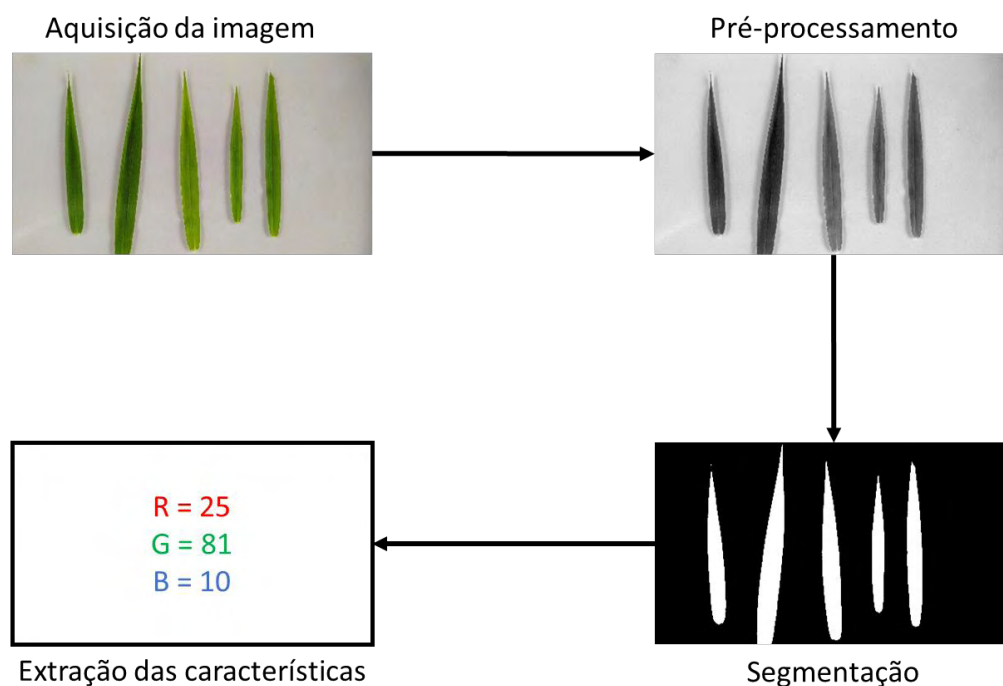 Aquisição da imagem
Pré-processamento
R = 25
G = 81
B = 10
Extração das características
Segmentação